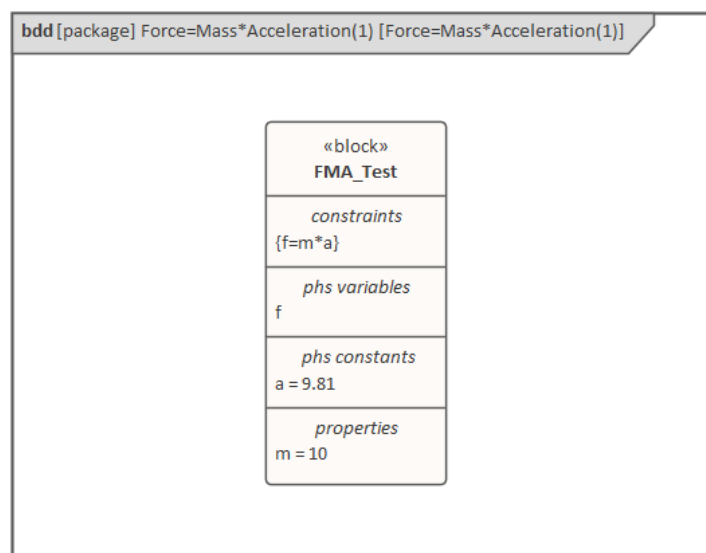 bdd [package] Force=Mass*Acceleration(1) [Force=Mass*Acceleration(1)]
«block»
FMA_Test
constraints
{f=m*a}
phs variables
f
phs constants
a = 9.81
properties
m = 10